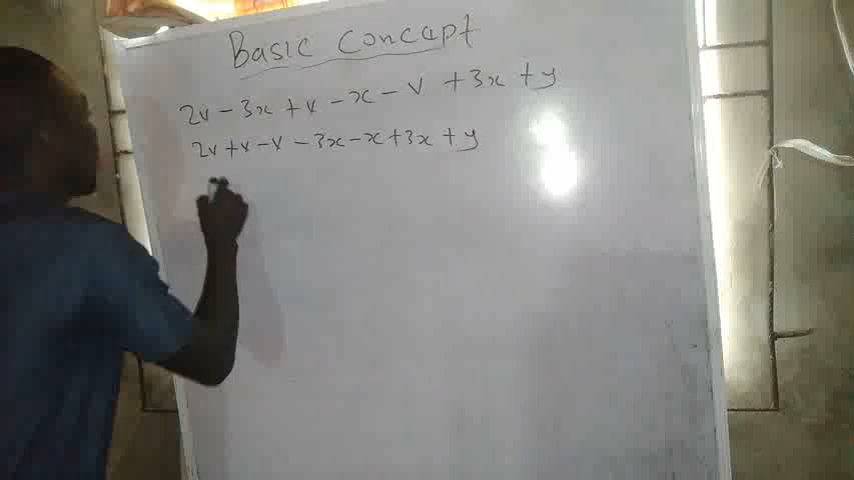 Basic Concept
2v - 3x + v - x - v + 3x + y
2v + v - v - 3x - x + 3x + y